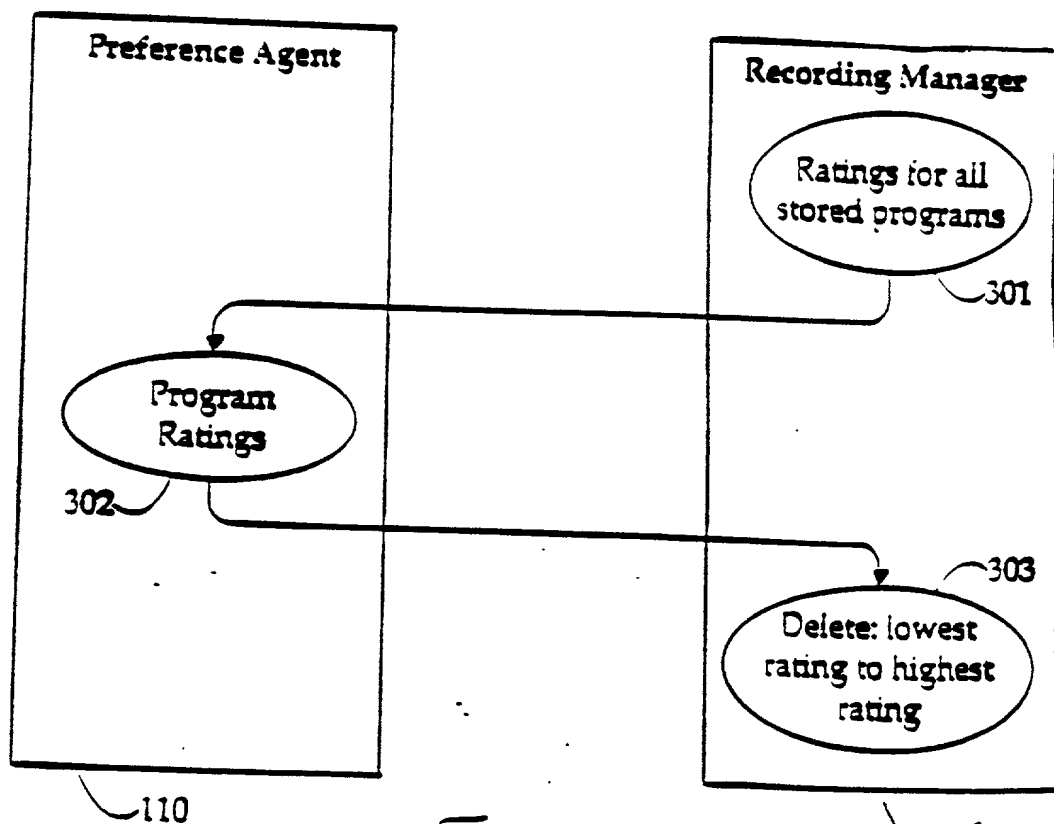 Preference Agent
Recording Manager
Ratings for all
stored programs
301
Program
Ratings
302
303
Delete: lowest
rating to highest
rating
110